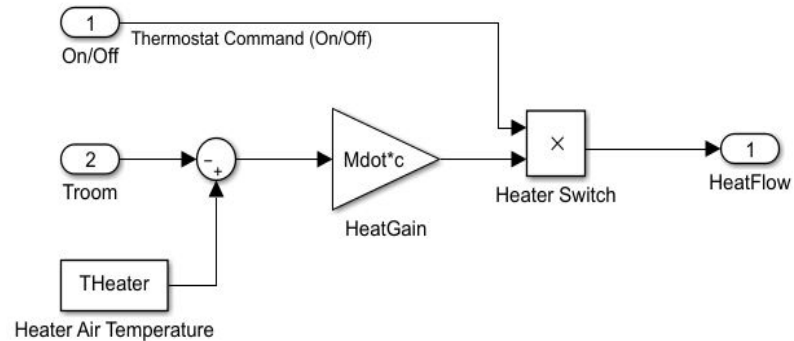 1
On/Off
Thermostat Command (On/Off)
2
Troom
-
+
Mdot*c
HeatGain
×
Heater Switch
1
HeatFlow
THeater
Heater Air Temperature